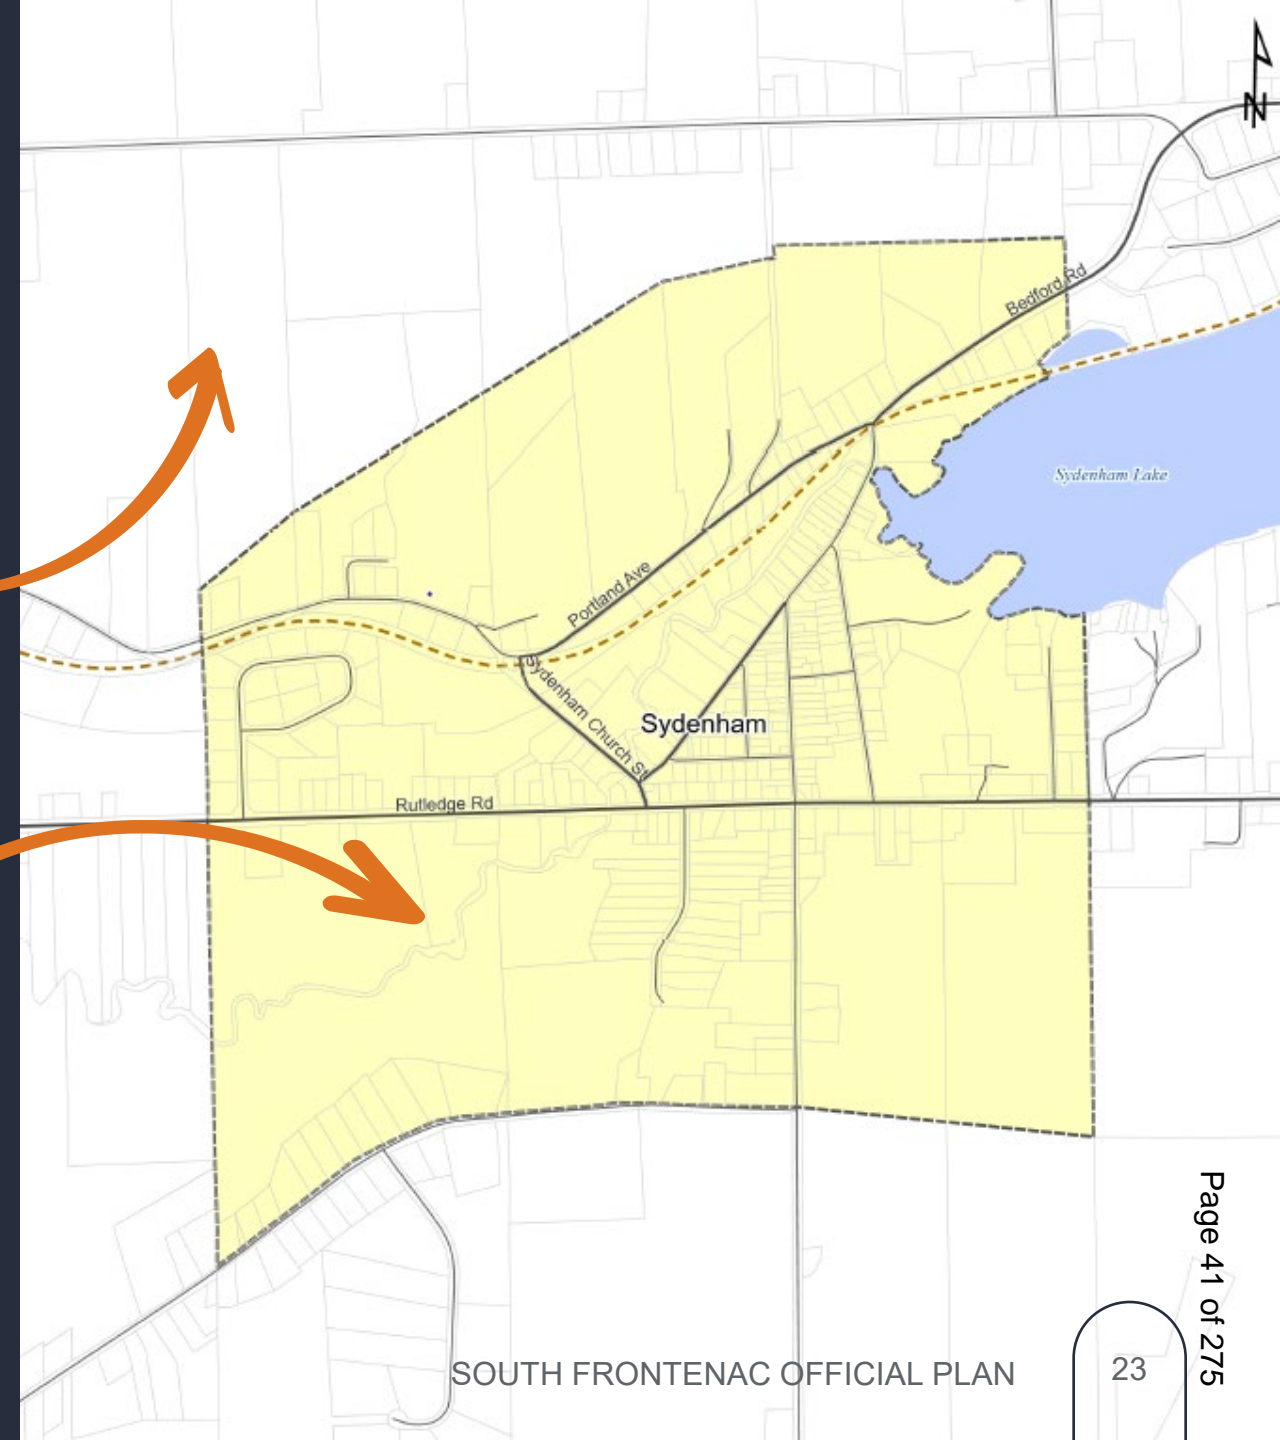 N
Bedford Rd
Sydenham Lake
Portland Ave
Sydenham Church St
Sydenham
Rutledge Rd
Page 41 of 275
SOUTH FRONTENAC OFFICIAL PLAN
23